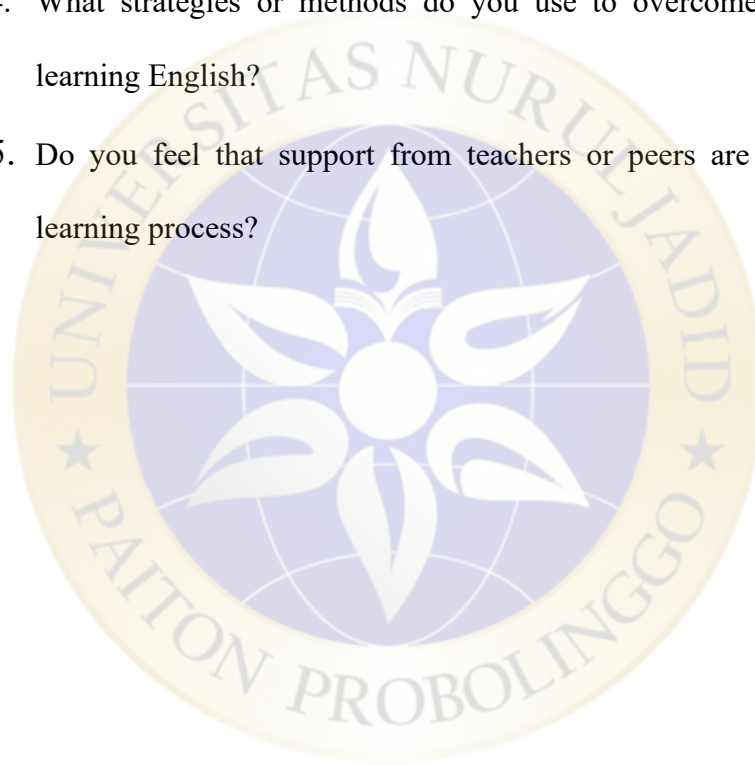 . What strategies or methods do you use to overcome
learning English?
5. Do you feel that support from teachers or peers are
learning process?
UNIVERSITAS NURUL JADID
★ PAITON PROBOLINGGO ★